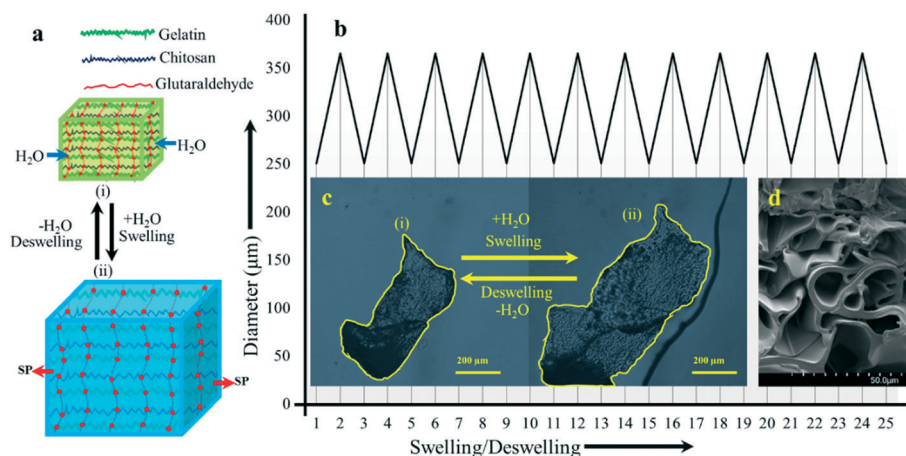 a
Gelatin
Chitosan
Glutaraldehyde
H₂O
H₂O
(i)
-H₂O
Deswelling
+H₂O
Swelling
(ii)
SP
SP
b
Diameter (µm)
400
350
300
250
200
150
100
50
0
1 2 3 4 5 6 7 8 9 10 11 12 13 14 15 16 17 18 19 20 21 22 23 24 25
Swelling/Deswelling
c
(i)
+H₂O
Swelling
Deswelling
-H₂O
(ii)
200 µm
200 µm
d
50.0µm